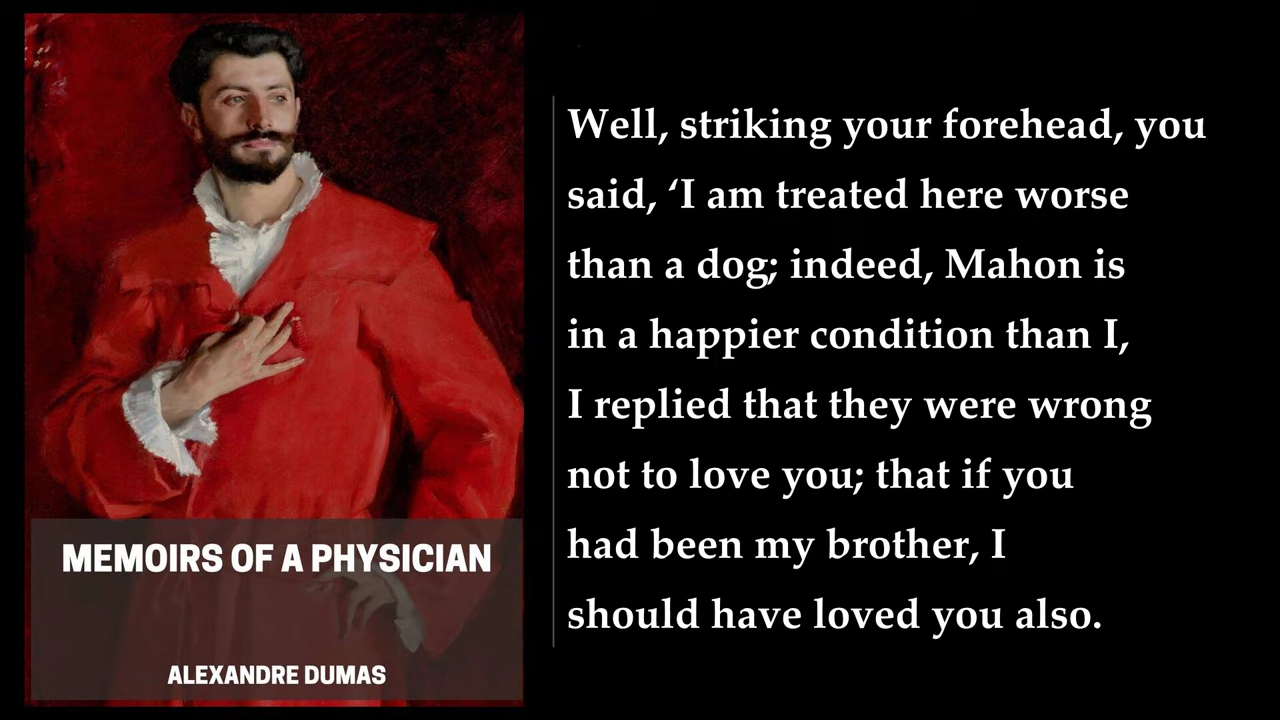 MEMOIRS OF A PHYSICIAN
ALEXANDRE DUMAS
Well, striking your forehead, you
said, ‘I am treated here worse
than a dog; indeed, Mahon is
in a happier condition than I,
I replied that they were wrong
not to love you; that if you
had been my brother, I
should have loved you also.